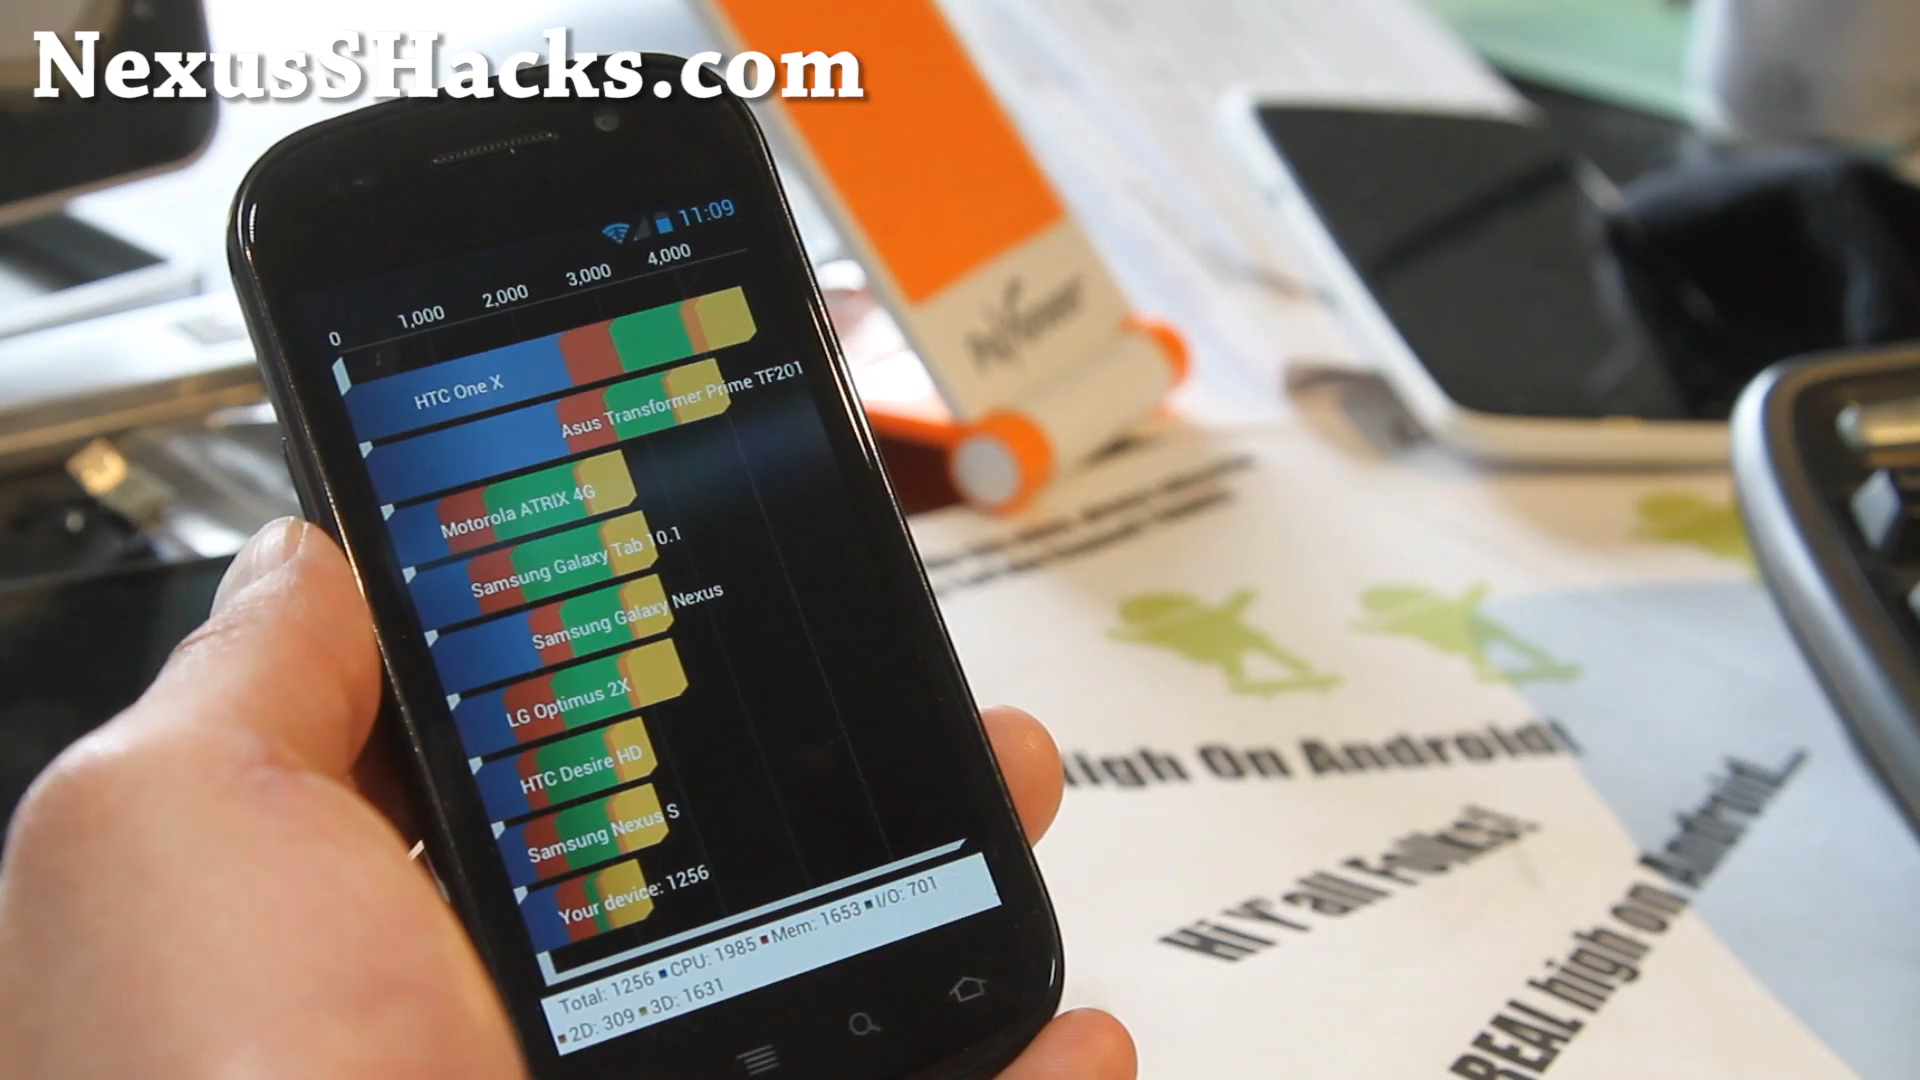 NexusSHacks.com
11:09
0 1,000 2,000 3,000 4,000
HTC One X
Asus Transformer Prime TF201
Motorola ATRIX 4G
Samsung Galaxy Tab 10.1
Samsung Galaxy Nexus
LG Optimus 2X
HTC Desire HD
Samsung Nexus S
Your device: 1256
Total: 1256 CPU: 1985 Mem: 1653 I/O: 701
2D: 309 3D: 1631
High On Android!
Hi Y'all Folks!
REAL high on Android...